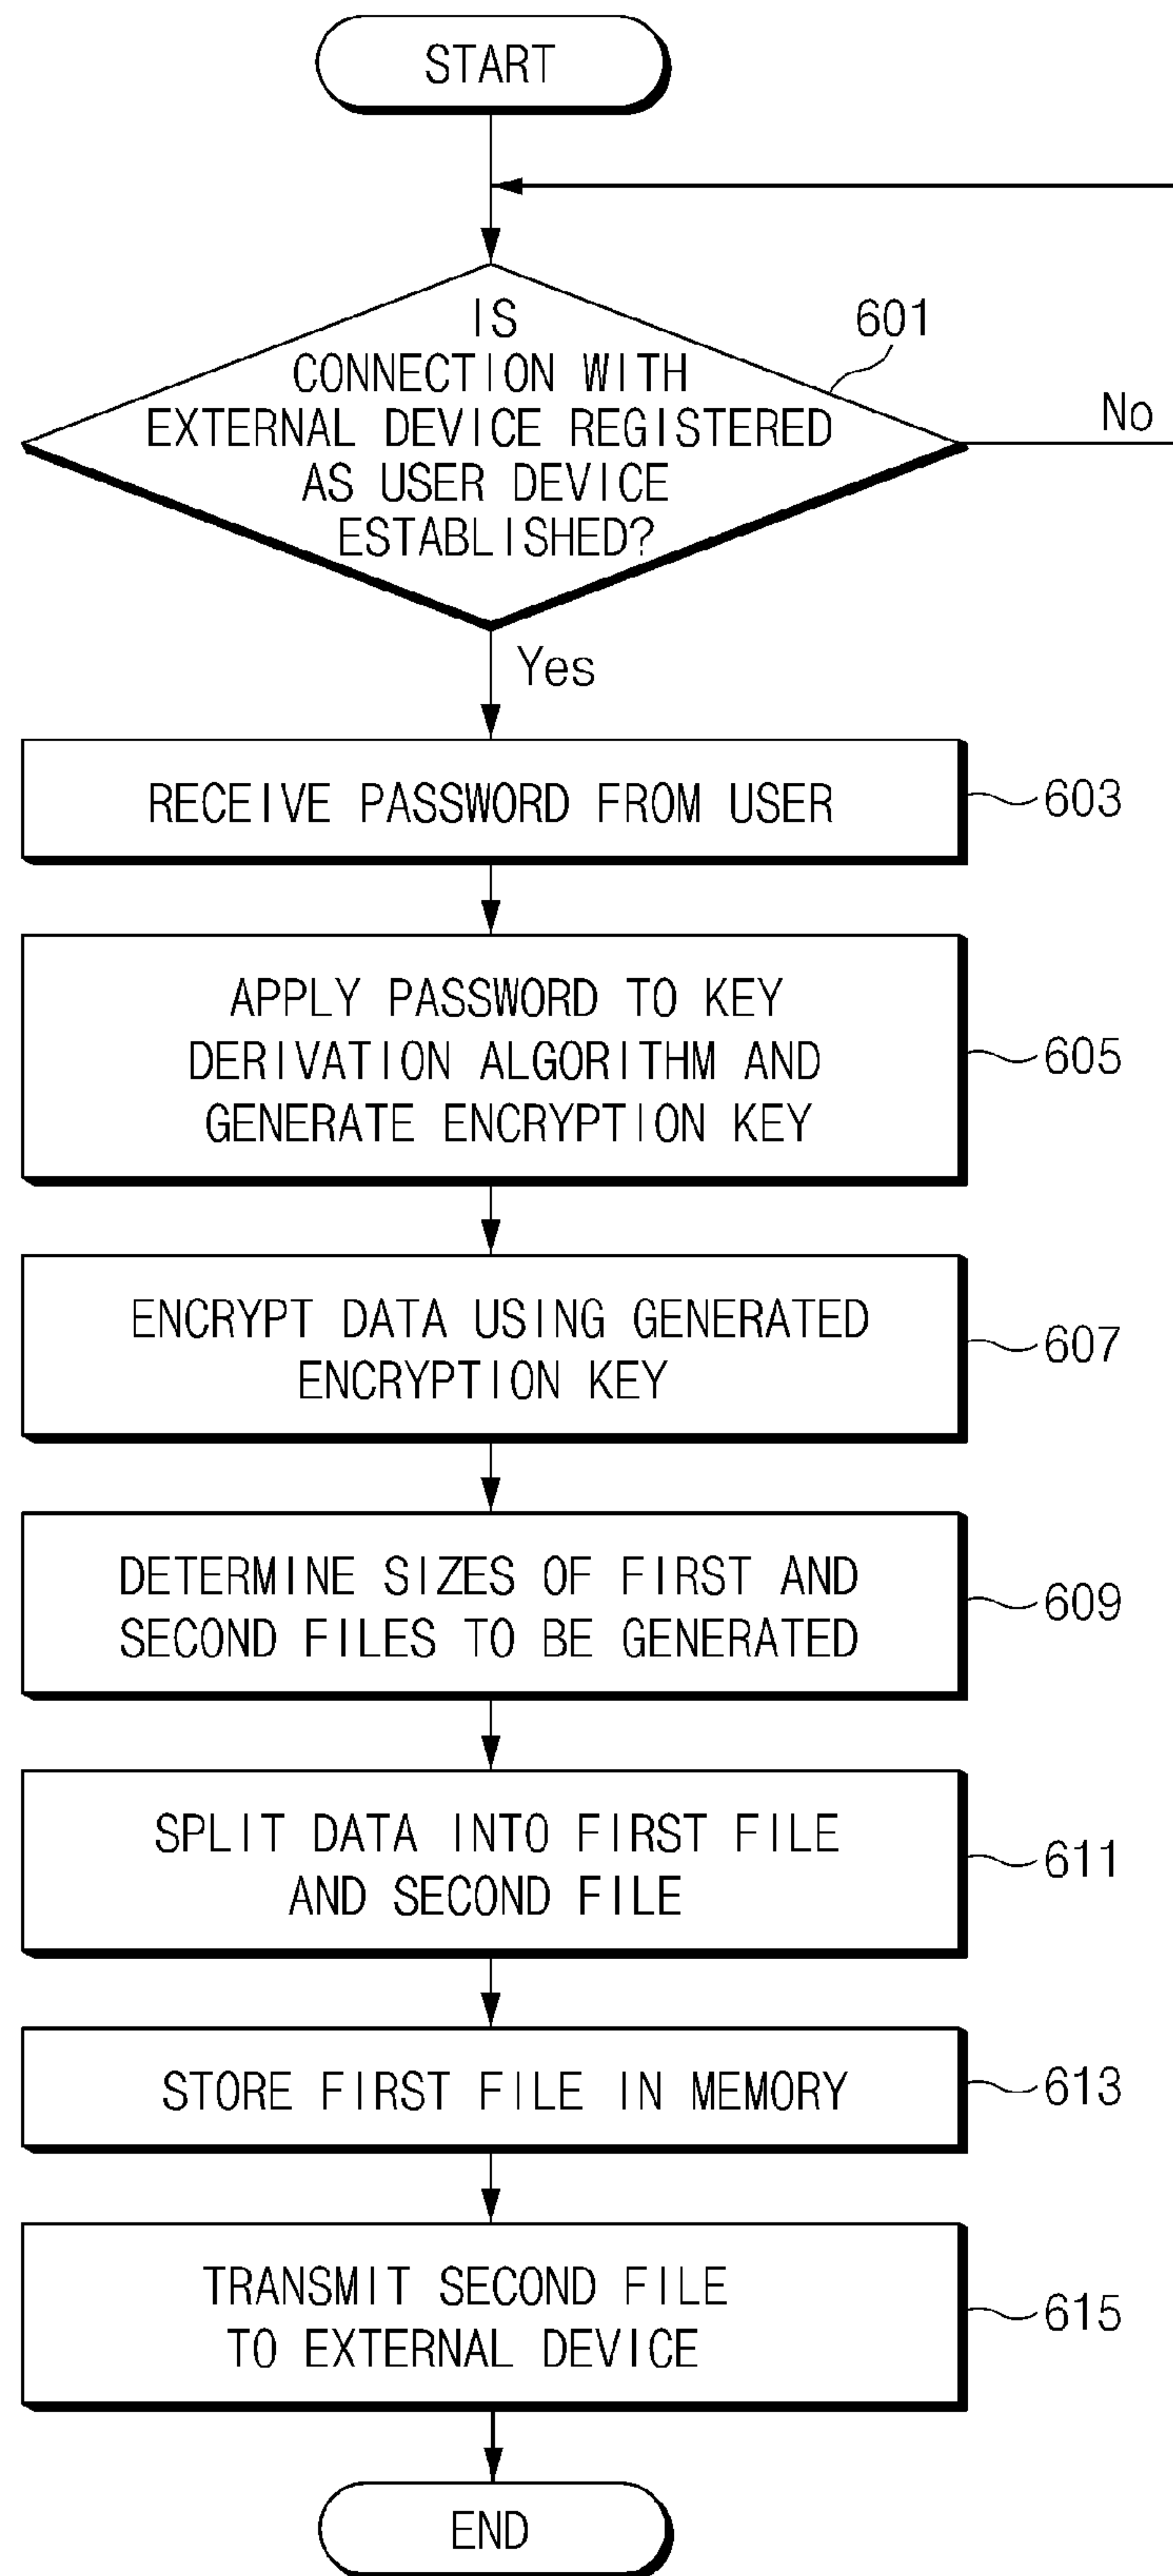 START
IS
CONNECTION WITH
EXTERNAL DEVICE REGISTERED
AS USER DEVICE
ESTABLISHED?
601
No
Yes
RECEIVE PASSWORD FROM USER
603
APPLY PASSWORD TO KEY
DERIVATION ALGORITHM AND
GENERATE ENCRYPTION KEY
605
ENCRYPT DATA USING GENERATED
ENCRYPTION KEY
607
DETERMINE SIZES OF FIRST AND
SECOND FILES TO BE GENERATED
609
SPLIT DATA INTO FIRST FILE
AND SECOND FILE
611
STORE FIRST FILE IN MEMORY
613
TRANSMIT SECOND FILE
TO EXTERNAL DEVICE
615
END